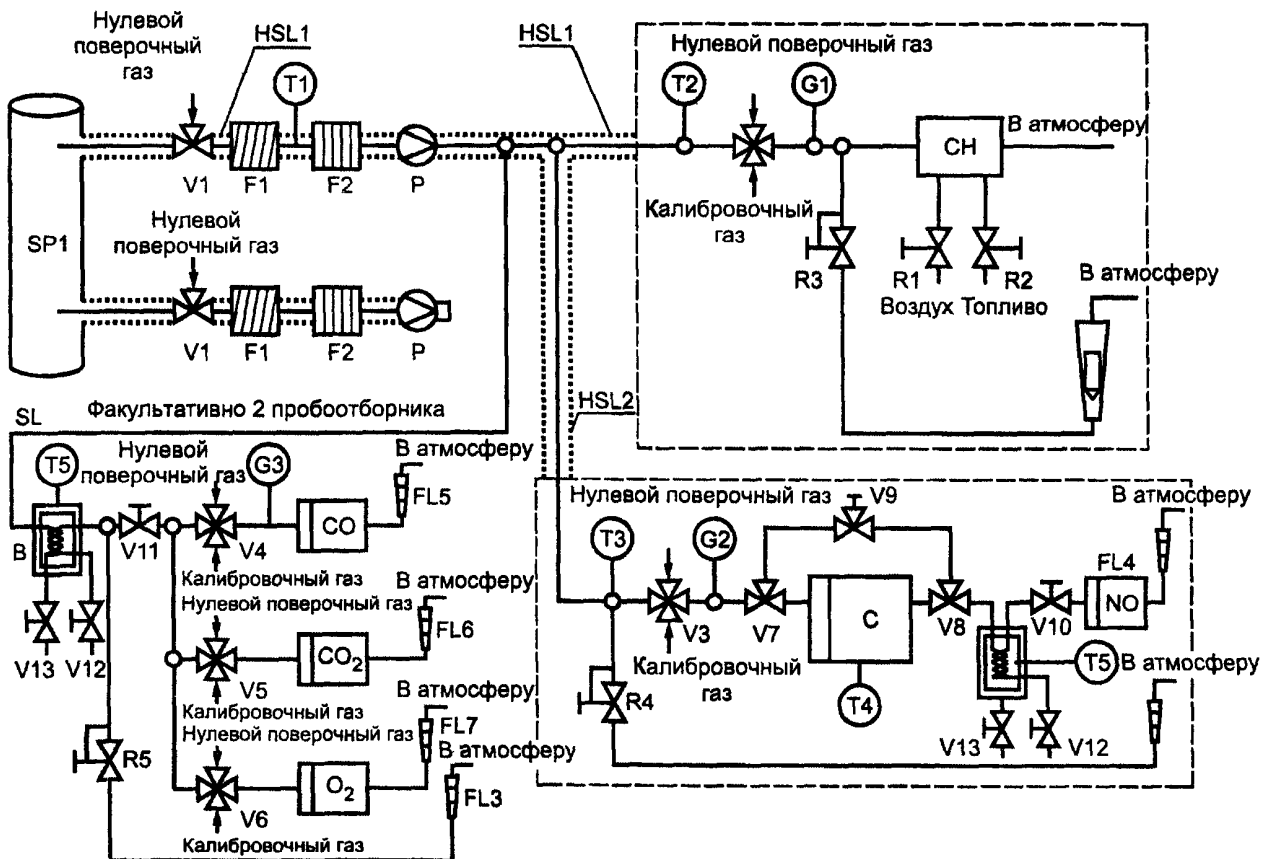 Нулевой
поверочный
газ
HSL1
HSL1
Нулевой поверочный газ
T1
T2
G1
В атмосферу
CH
V1
F1
F2
P
Калибровочный
газ
Нулевой
поверочный газ
SP1
R3
R1
R2
Воздух Топливо
В атмосферу
V1
F1
F2
P
Факультативно 2 пробоотборника
SL
HSL2
Нулевой
поверочный газ
T5
G3
В атмосферу
FL5
CO
B
V11
V4
Калибровочный газ
Нулевой поверочный газ
В атмосферу
FL6
CO2
V13
V12
V5
Калибровочный газ
Нулевой поверочный газ
В атмосферу
FL7
В атмосферу
R5
O2
FL3
V6
Калибровочный газ
Нулевой поверочный газ
V9
В атмосферу
T3
G2
FL4
NO
C
V3
V7
V8
V10
Калибровочный
газ
T5
В атмосферу
R4
T4
V13
V12